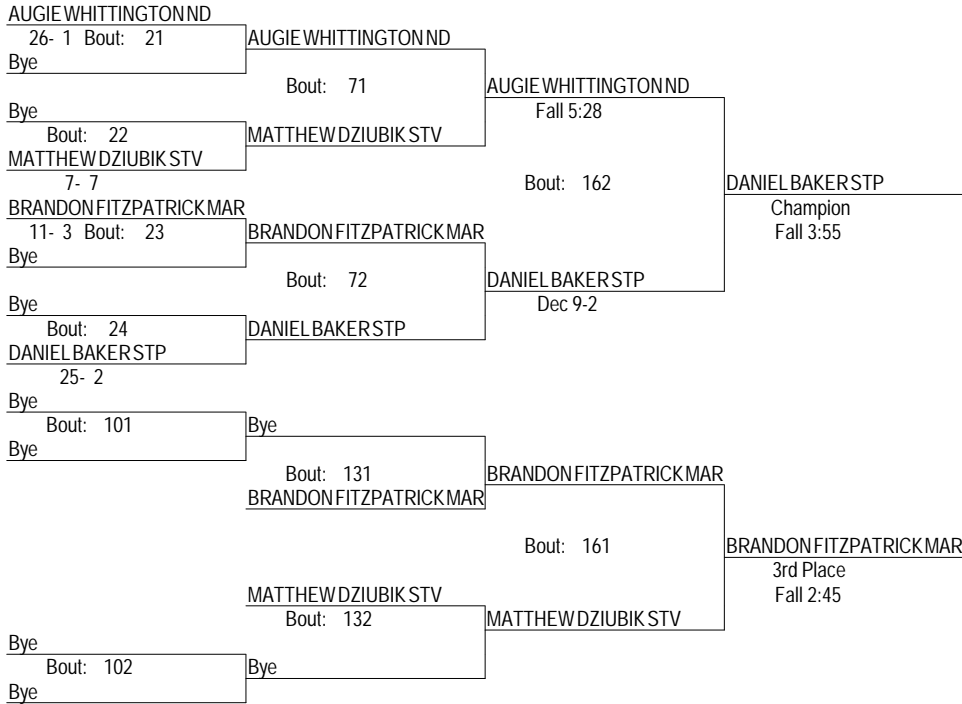 AUGIE WHITTINGTON ND
26- 1 Bout: 21
AUGIE WHITTINGTON ND
Bye
Bout: 71
AUGIE WHITTINGTON ND
Bye
Fall 5:28
Bout: 22
MATTHEW DZIUBIK STV
MATTHEW DZIUBIK STV
7- 7
Bout: 162
DANIEL BAKER STP
BRANDON FITZPATRICK MAR
Champion
11- 3 Bout: 23
BRANDON FITZPATRICK MAR
Fall 3:55
Bye
Bout: 72
DANIEL BAKER STP
Bye
Dec 9-2
Bout: 24
DANIEL BAKER STP
DANIEL BAKER STP
25- 2
Bye
Bout: 101
Bye
Bye
Bout: 131
BRANDON FITZPATRICK MAR
BRANDON FITZPATRICK MAR
Bout: 161
BRANDON FITZPATRICK MAR
3rd Place
MATTHEW DZIUBIK STV
Fall 2:45
Bout: 132
MATTHEW DZIUBIK STV
Bye
Bout: 102
Bye
Bye